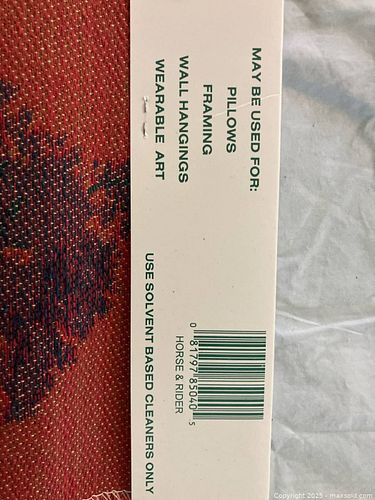 MAY BE USED FOR:
PILLOWS
FRAMING
WALL HANGINGS
WEARABLE ART
USE SOLVENT BASED CLEANERS ONLY
0 81797 85040 5
HORSE & RIDER
Copyright 2025 - maxsold.com